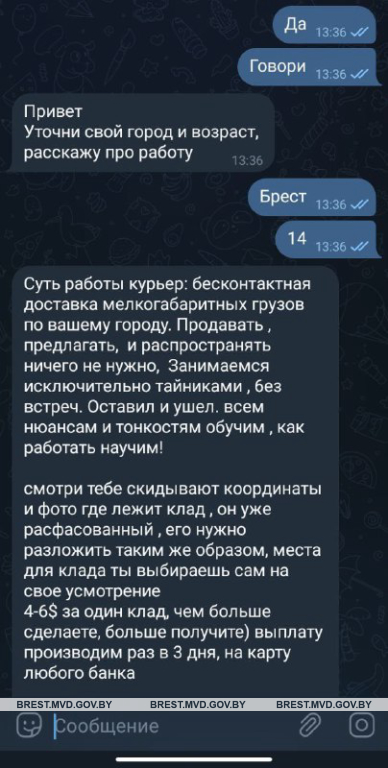 Да 13:36
Говори 13:36
Привет
Уточни свой город и возраст,
расскажу про работу 13:36
Брест 13:36
14 13:36
Суть работы курьер: бесконтактная
доставка мелкогабаритных грузов
по вашему городу. Продавать ,
предлагать,  и распространять
ничего не нужно,  Занимаемся
исключительно тайниками , без
встреч. Оставил и ушел. всем
нюансам и тонкостям обучим , как
работать научим!
смотри тебе скидывают координаты
и фото где лежит клад , он уже
расфасованный , его нужно
разложить таким же образом, места
для клада ты выбираешь сам на
свое усмотрение
4-6$ за один клад, чем больше
сделаете, больше получите) выплату
производим раз в 3 дня, на карту
любого банка
BREST.MVD.GOV.BY BREST.MVD.GOV.BY BREST.MVD.GOV.BY
Сообщение